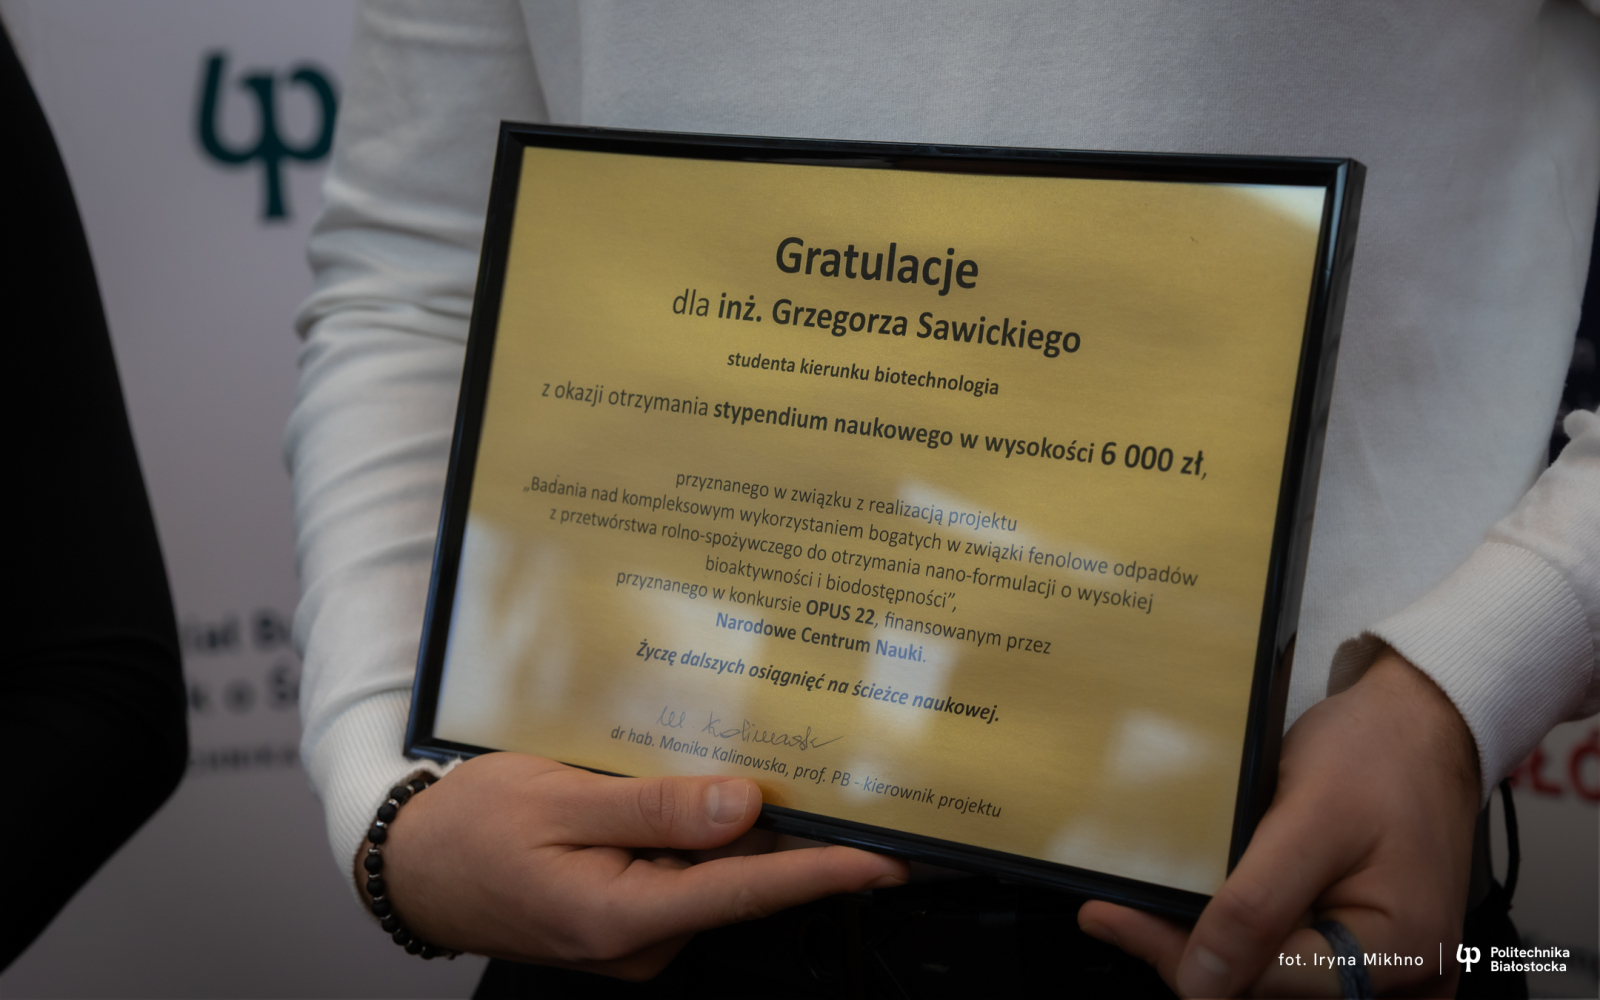 Gratulacje
dla inż. Grzegorza Sawickiego
studenta kierunku biotechnologia
z okazji otrzymania stypendium naukowego w wysokości 6 000 zł,
przyznanego w związku z realizacją projektu
„Badania nad kompleksowym wykorzystaniem bogatych w związki fenolowe odpadów
z przetwórstwa rolno-spożywczego do otrzymania nano-formulacji o wysokiej
bioaktywności i biodostępności”,
przyznanego w konkursie OPUS 22, finansowanym przez
Narodowe Centrum Nauki.
Życzę dalszych osiągnięć na ścieżce naukowej.
M. Kalinowska
dr hab. Monika Kalinowska, prof. PB - kierownik projektu
fot. Iryna Mikhno
Politechnika
Białostocka